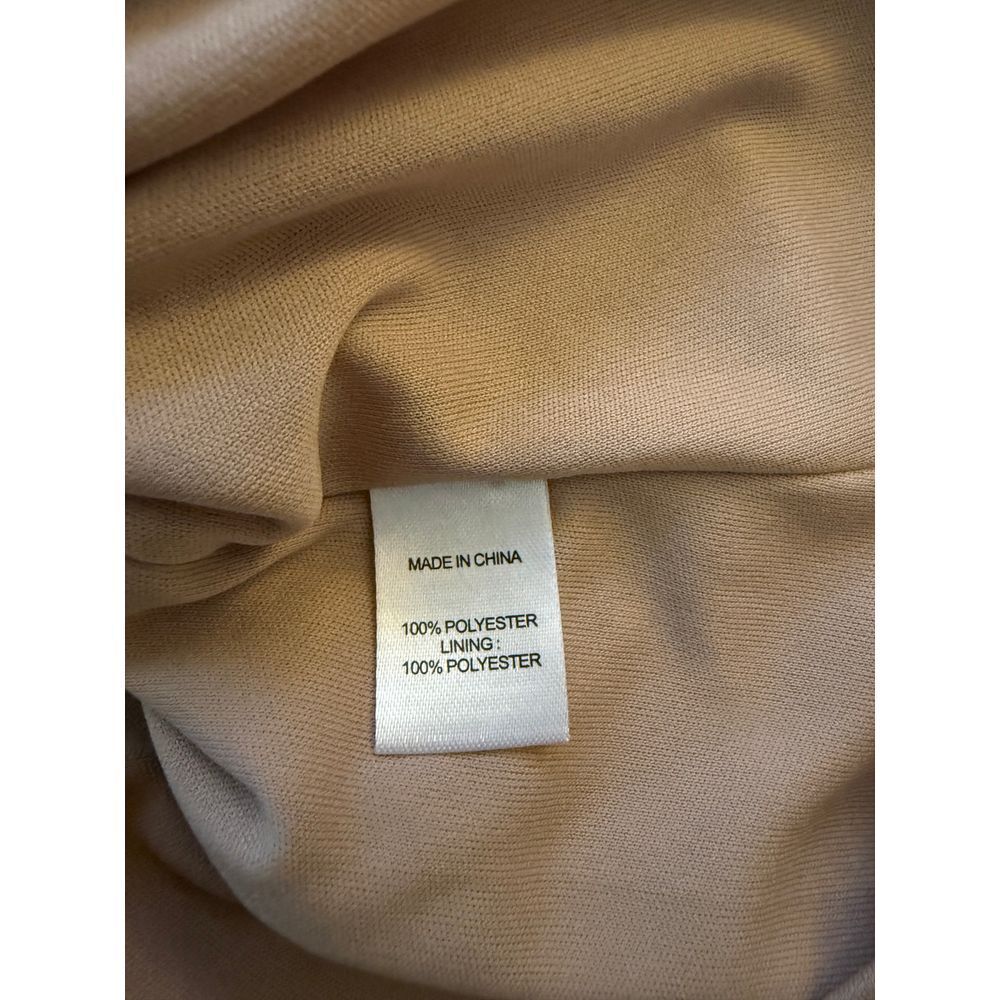 MADE IN CHINA
100% POLYESTER
LINING :
100% POLYESTER